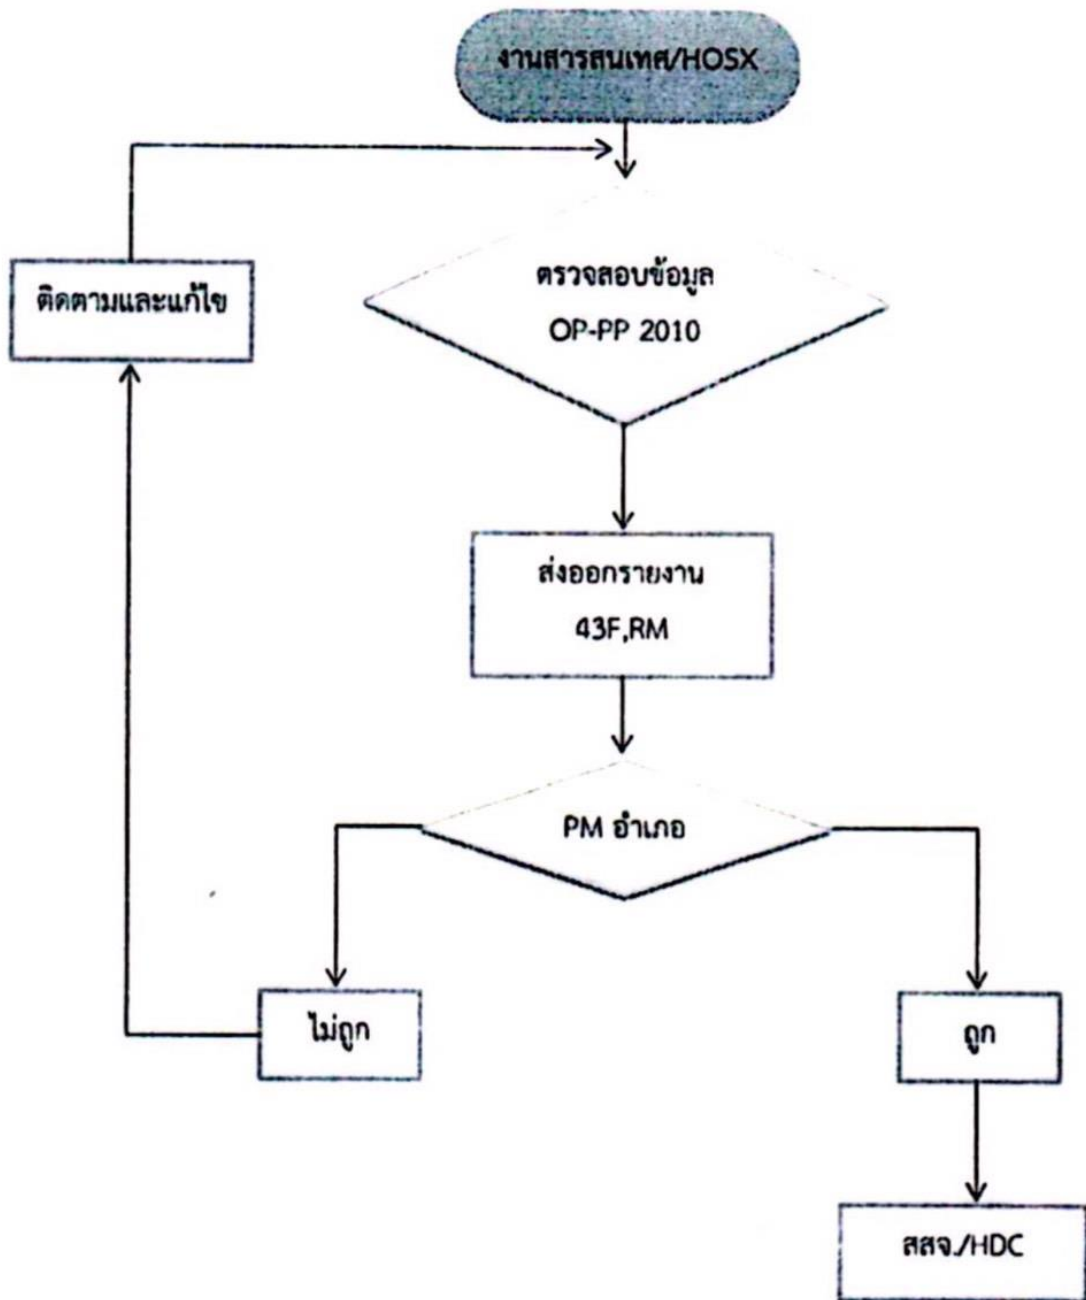 งานสารสนเทศ/HOSX
ติดตามและแก้ไข
ตรวจสอบข้อมูล
OP-PP 2010
ส่งออกรายงาน
43F,RM
PM อำเภอ
ไม่ถูก
ถูก
สสจ./HDC